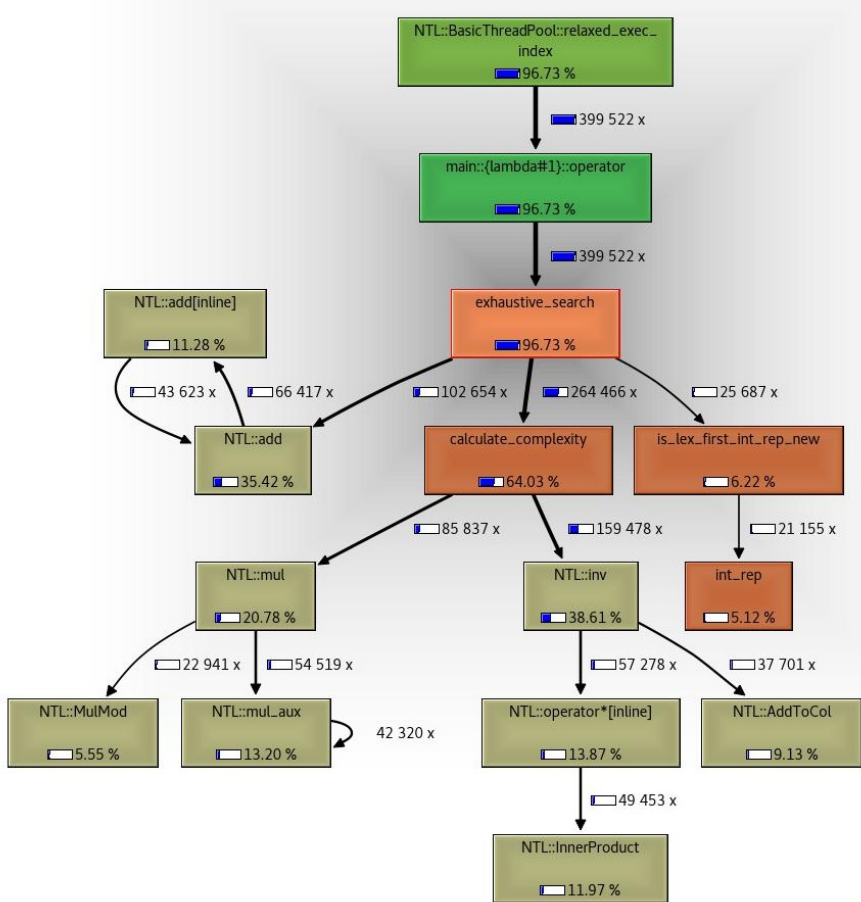 NTL::BasicThreadPool::relaxed_exec_
index
96.73 %
399 522 x
main::{lambda#1}::operator
96.73 %
399 522 x
NTL::add[inline]
11.28 %
exhaustive_search
96.73 %
43 623 x
66 417 x
102 654 x
264 466 x
25 687 x
NTL::add
35.42 %
calculate_complexity
64.03 %
is_lex_first_int_rep_new
6.22 %
85 837 x
159 478 x
21 155 x
NTL::mul
20.78 %
NTL::inv
38.61 %
int_rep
5.12 %
22 941 x
54 519 x
57 278 x
37 701 x
NTL::MulMod
5.55 %
NTL::mul_aux
13.20 %
42 320 x
NTL::operator*[inline]
13.87 %
NTL::AddToCol
9.13 %
49 453 x
NTL::InnerProduct
11.97 %